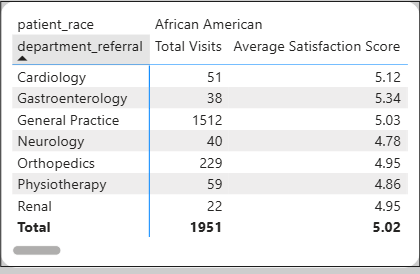 patient_race African American
department_referral Total Visits Average Satisfaction Score
Cardiology 51 5.12
Gastroenterology 38 5.34
General Practice 1512 5.03
Neurology 40 4.78
Orthopedics 229 4.95
Physiotherapy 59 4.86
Renal 22 4.95
Total 1951 5.02